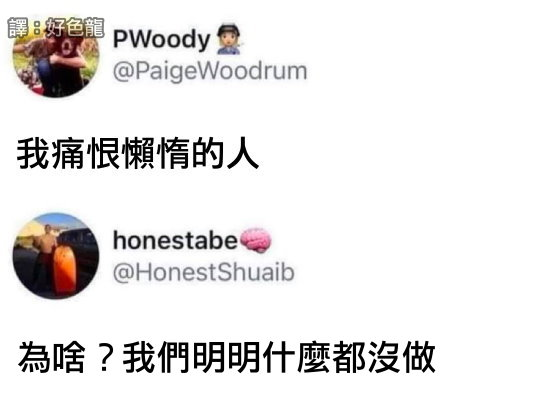 譯：好色龍
PWoody
@PaigeWoodrum
我痛恨懶惰的人
honestabe
@HonestShuaib
為啥？我們明明什麼都沒做